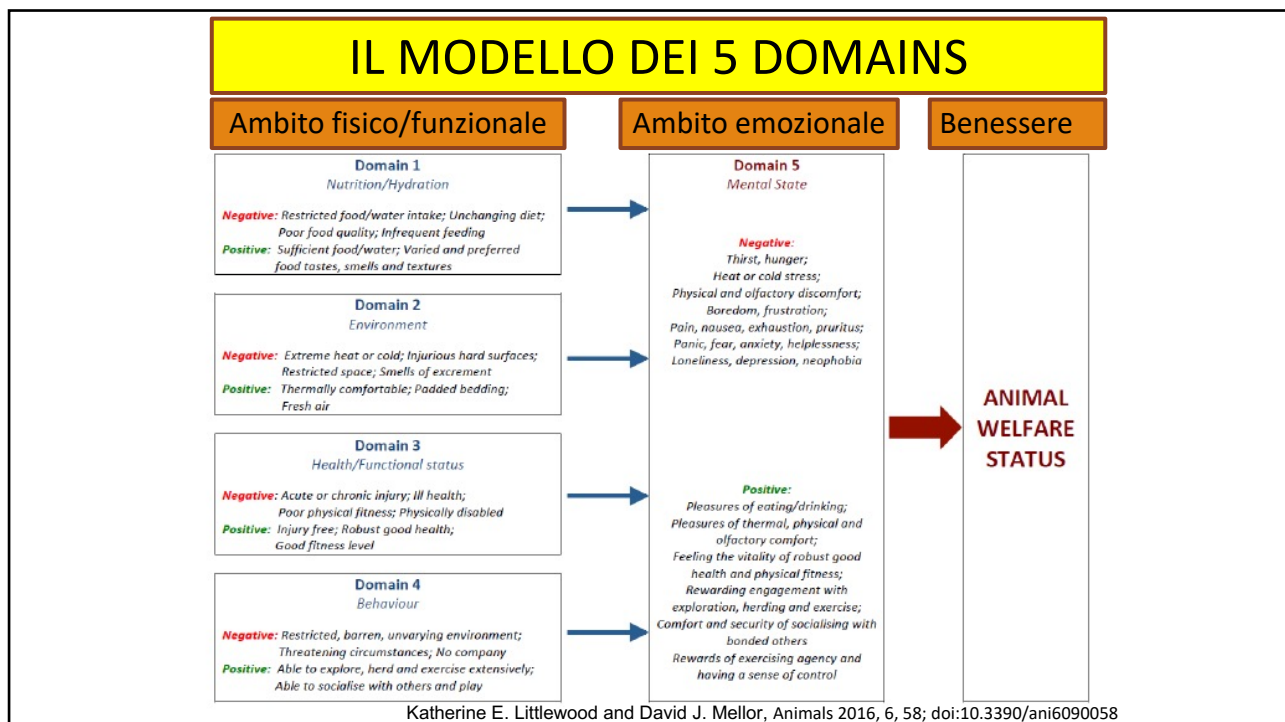 IL MODELLO DEI 5 DOMAINS
Ambito fisico/funzionale
Ambito emozionale
Benessere
Domain 1
Nutrition/Hydration
Negative: Restricted food/water intake; Unchanging diet;
Poor food quality; Infrequent feeding
Positive: Sufficient food/water; Varied and preferred
food tastes, smells and textures
Domain 2
Environment
Negative: Extreme heat or cold; Injurious hard surfaces;
Restricted space; Smells of excrement
Positive: Thermally comfortable; Padded bedding;
Fresh air
Domain 3
Health/Functional status
Negative: Acute or chronic injury; Ill health;
Poor physical fitness; Physically disabled
Positive: Injury free; Robust good health;
Good fitness level
Domain 4
Behaviour
Negative: Restricted, barren, unvarying environment;
Threatening circumstances; No company
Positive: Able to explore, herd and exercise extensively;
Able to socialise with others and play
Domain 5
Mental State
Negative:
Thirst, hunger;
Heat or cold stress;
Physical and olfactory discomfort;
Boredom, frustration;
Pain, nausea, exhaustion, pruritus;
Panic, fear, anxiety, helplessness;
Loneliness, depression, neophobia
Positive:
Pleasures of eating/drinking;
Pleasures of thermal, physical and
olfactory comfort;
Feeling the vitality of robust good
health and physical fitness;
Rewarding engagement with
exploration, herding and exercise;
Comfort and security of socialising with
bonded others
Rewards of exercising agency and
having a sense of control
ANIMAL
WELFARE
STATUS
Katherine E. Littlewood and David J. Mellor, Animals 2016, 6, 58; doi:10.3390/ani6090058